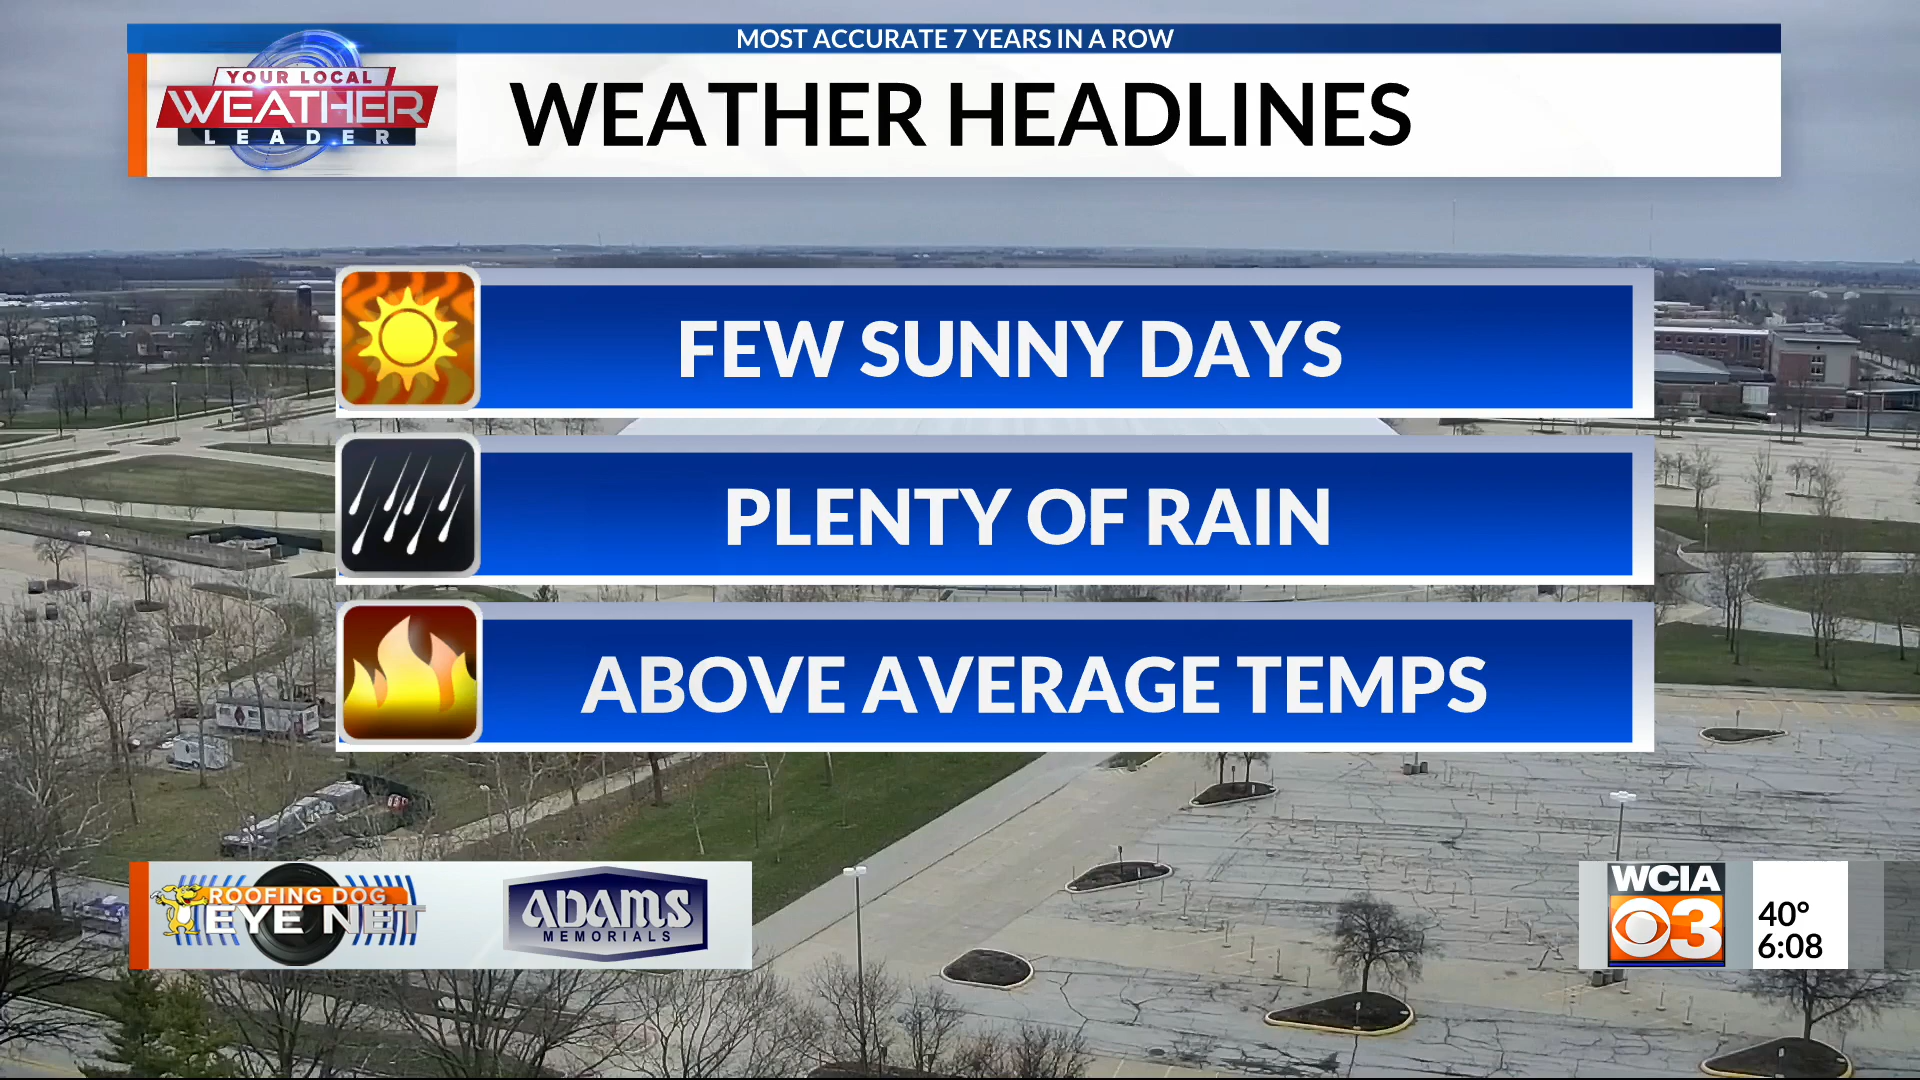 MOST ACCURATE 7 YEARS IN A ROW
YOUR LOCAL
WEATHER
LEADER
WEATHER HEADLINES
FEW SUNNY DAYS
PLENTY OF RAIN
ABOVE AVERAGE TEMPS
ROOFING DOG
EYE NET
ADAMS
MEMORIALS
WCIA
3
40°
6:08